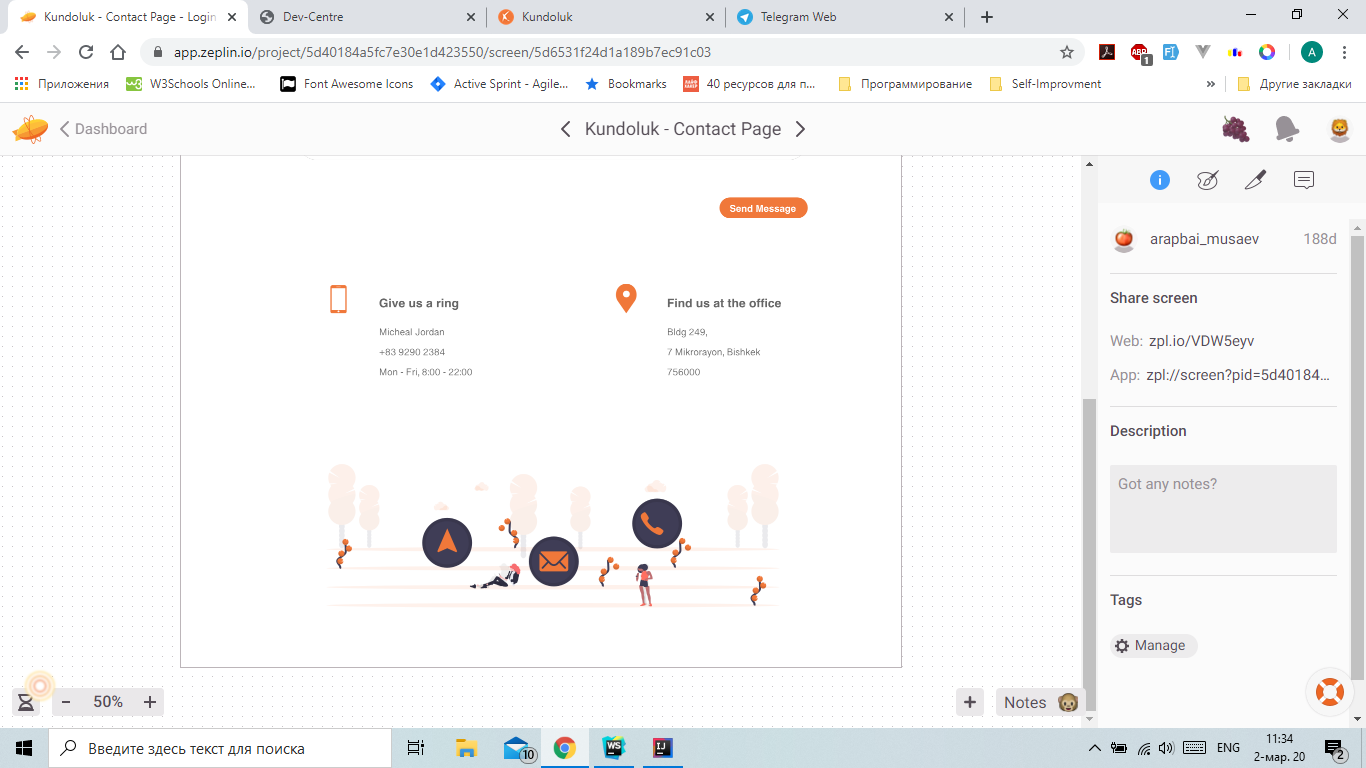 Kundoluk - Contact Page - Login
Dev-Centre
Kundoluk
Telegram Web
app.zeplin.io/project/5d40184a5fc7e30e1d423550/screen/5d6531f24d1a189b7ec91c03
ABP
1
A
Приложения
W3Schools Online...
Font Awesome Icons
Active Sprint - Agile...
Bookmarks
40 ресурсов для п...
Программирование
Self-Improvment
»
Другие закладки
Dashboard
Kundoluk - Contact Page
Send Message
arapbai_musaev
188d
Give us a ring
Micheal Jordan
+83 9290 2384
Mon - Fri, 8:00 - 22:00
Find us at the office
Bldg 249,
7 Mikrorayon, Bishkek
756000
Share screen
Web: zpl.io/VDW5eyv
App: zpl://screen?pid=5d40184...
Description
Got any notes?
Tags
Manage
- 50% +
+
Notes
Введите здесь текст для поиска
10
WS
IJ
ENG
11:34
2-мар. 20
2